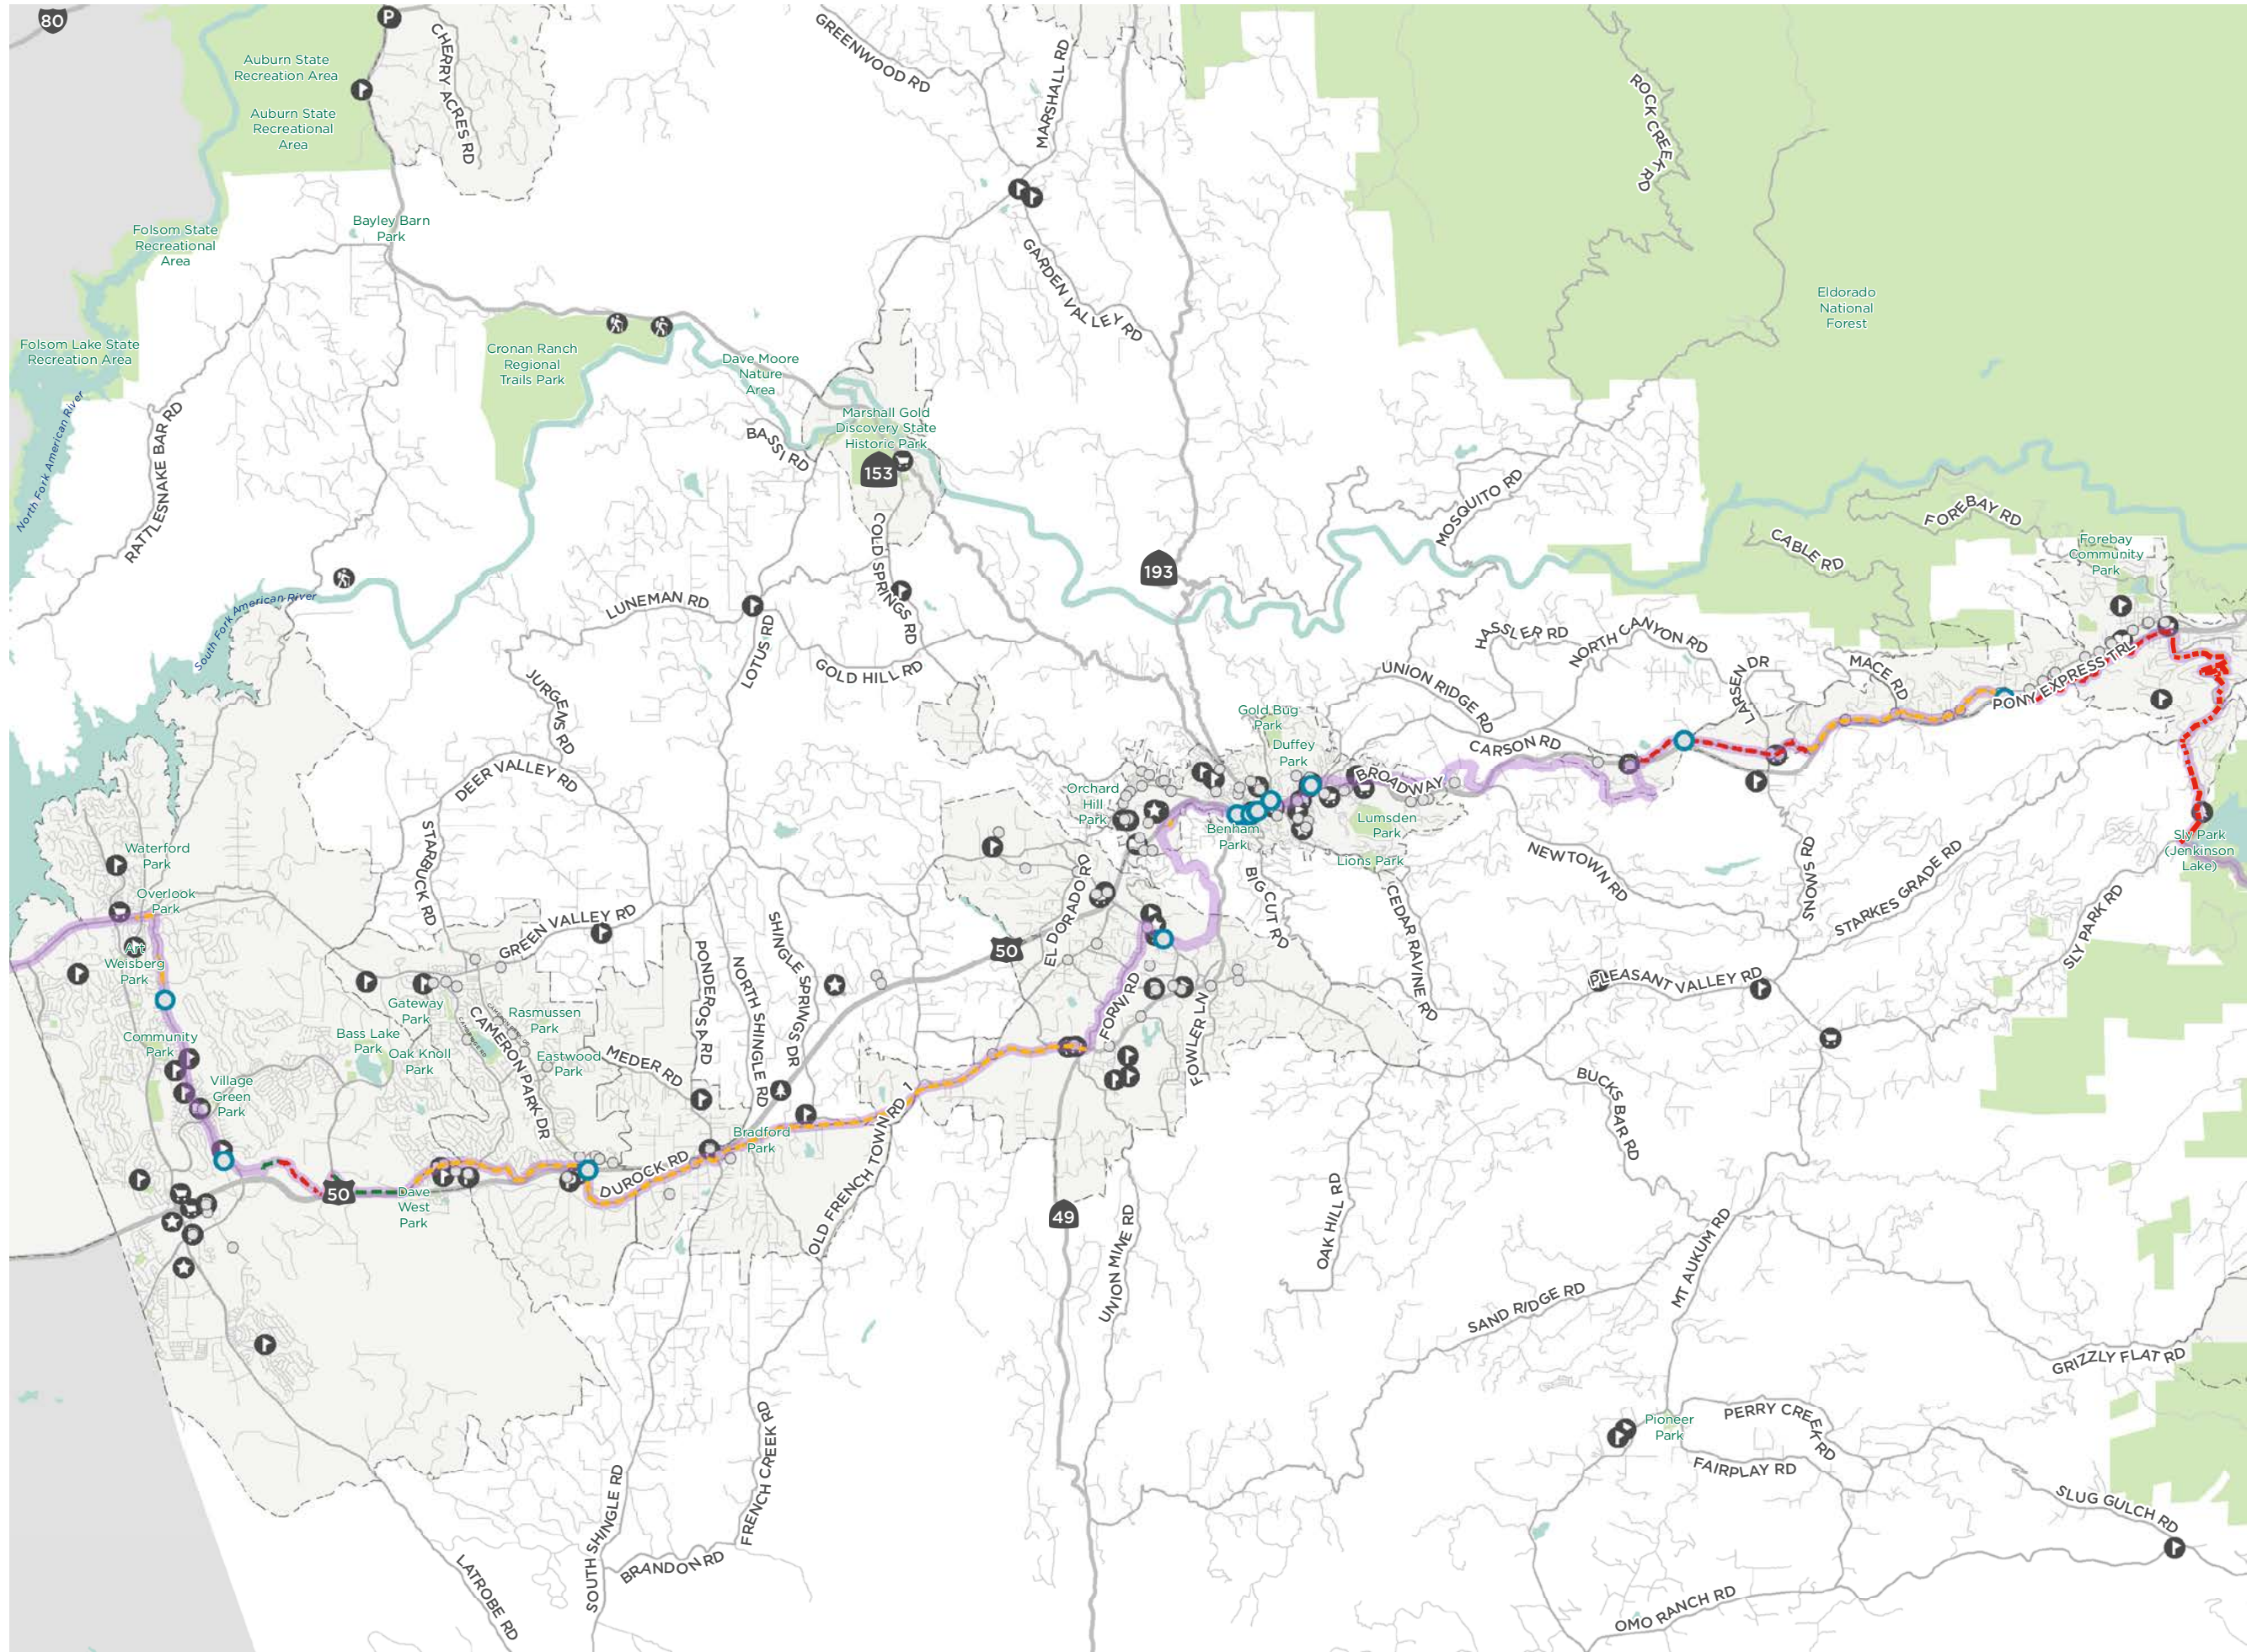 80
P
CHERRY ACRES RD
GREENWOOD RD
MARSHALL RD
ROCK CREEK RD
Auburn State
Recreation Area
Auburn State
Recreational
Area
Bayley Barn
Park
Folsom State
Recreational
Area
GARDEN VALLEY RD
Eldorado
National
Forest
Folsom Lake State
Recreation Area
Cronan Ranch
Regional
Trails Park
Dave Moore
Nature
Area
North Fork American River
RATTLESNAKE BAR RD
Marshall Gold
Discovery State
Historic Park
BASSI RD
153
COLD SPRINGS RD
MOSQUITO RD
FOREBAY RD
CABLE RD
Forebay
Community
Park
193
South Fork American River
LUNEMAN RD
LOTUS RD
GOLD HILL RD
JURGENS RD
HASSLER RD
NORTH CANYON RD
UNION RIDGE RD
LARSEN DR
MACE RD
PONY EXPRESS TRL
Gold Bug
Park
Duffey
Park
CARSON RD
BROADWAY
DEER VALLEY RD
Orchard
Hill
Park
Benham
Park
Lumsden
Park
Lions Park
STARBUCK RD
Waterford
Park
Overlook
Park
Sly Park
(Jenkinson
Lake)
NEWTOWN RD
SNOWS RD
STARKES GRADE RD
SLY PARK RD
BIG CUT RD
CEDAR RAVINE RD
EL DORADO RD
GREEN VALLEY RD
Art
Weisberg
Park
50
PONDEROSA RD
NORTH SHINGLE RD
SHINGLE SPRINGS DR
PLEASANT VALLEY RD
Gateway
Park
Rasmussen
Park
CAMERON PARK DR
Community
Park
Bass Lake
Park
Oak Knoll
Park
Eastwood
Park
MEDER RD
FORNI RD
FOWLER LN
Village
Green
Park
BUCKS BAR RD
OLD FRENCH TOWN RD 1
Bradford
Park
DUROCK RD
50
Dave
West
Park
49
UNION MINE RD
OAK HILL RD
MT AUKUM RD
SAND RIDGE RD
GRIZZLY FLAT RD
Pioneer
Park
PERRY CREEK RD
FAIRPLAY RD
SLUG GULCH RD
FRENCH CREEK RD
SOUTH SHINGLE RD
BRANDON RD
LATROBE RD
OMO RANCH RD